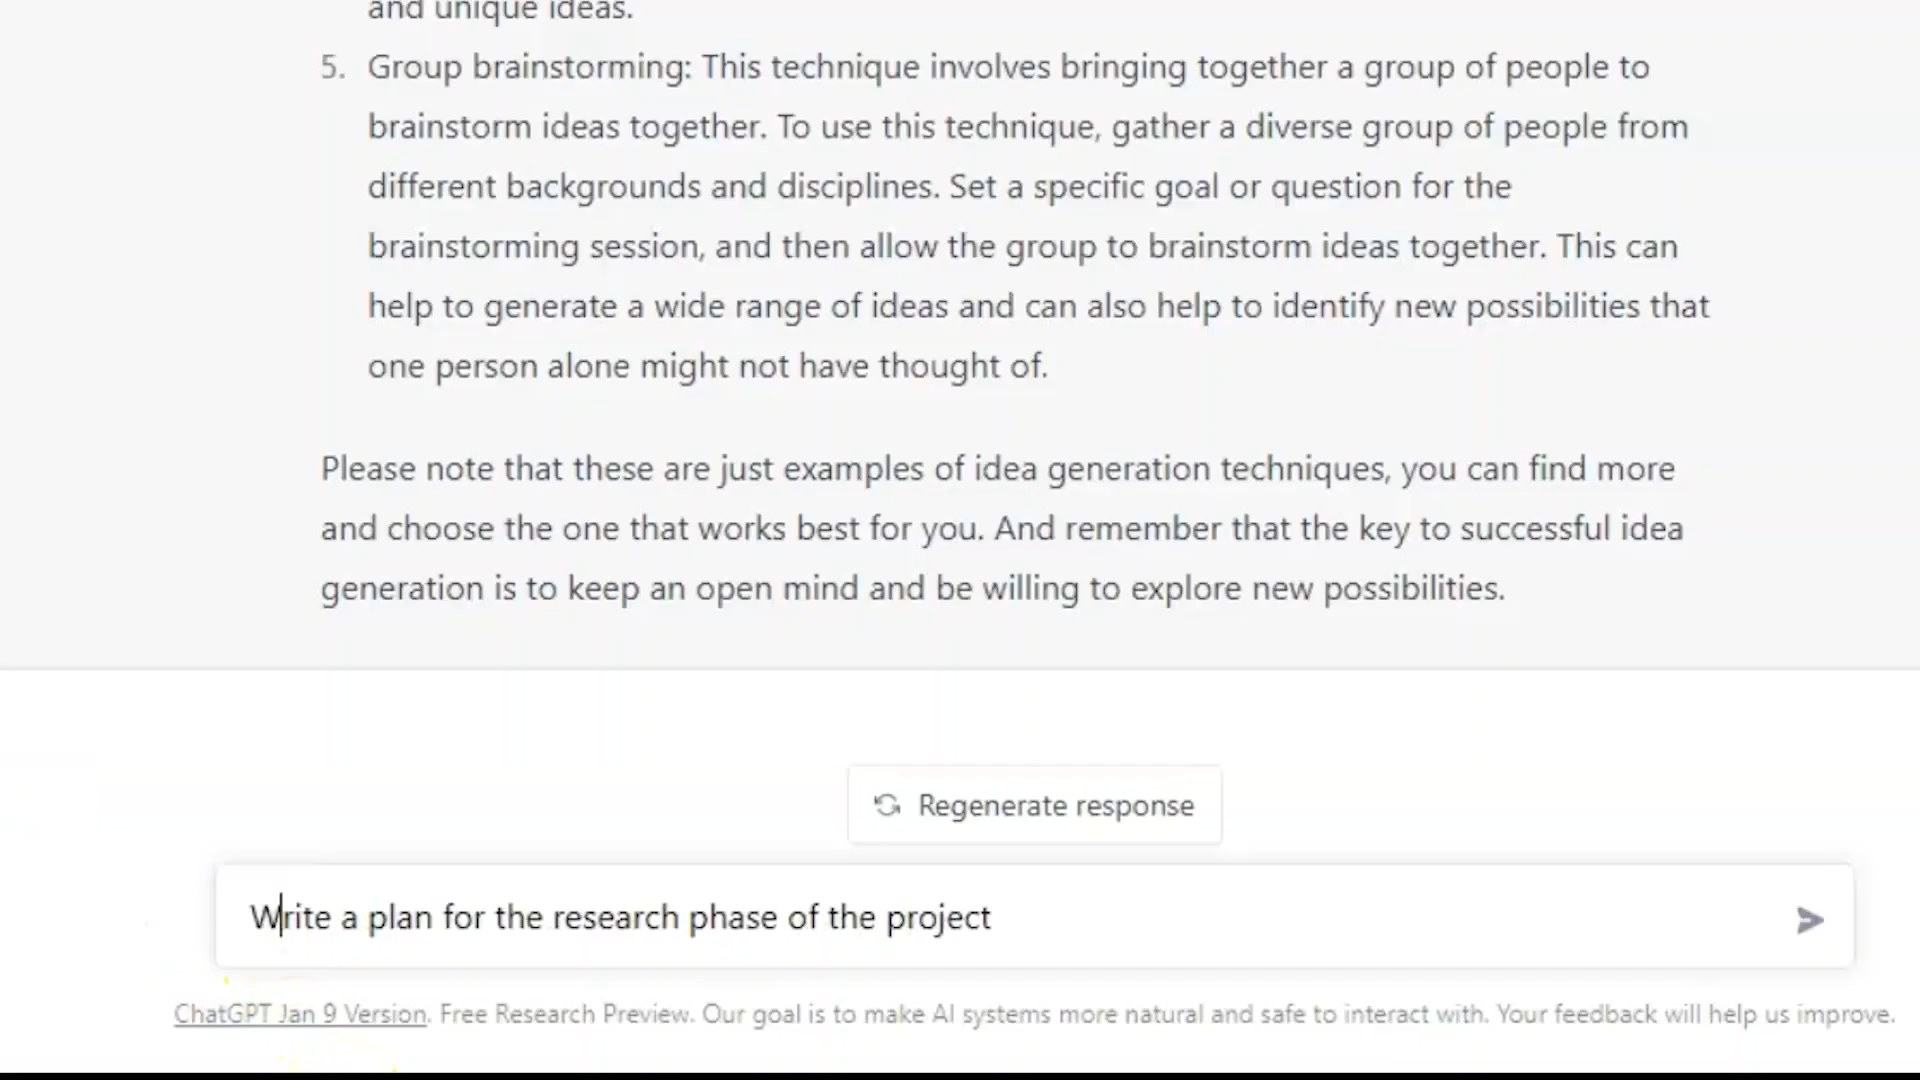 and unique ideas.
5. Group brainstorming: This technique involves bringing together a group of people to
brainstorm ideas together. To use this technique, gather a diverse group of people from
different backgrounds and disciplines. Set a specific goal or question for the
brainstorming session, and then allow the group to brainstorm ideas together. This can
help to generate a wide range of ideas and can also help to identify new possibilities that
one person alone might not have thought of.
Please note that these are just examples of idea generation techniques, you can find more
and choose the one that works best for you. And remember that the key to successful idea
generation is to keep an open mind and be willing to explore new possibilities.
Regenerate response
Write a plan for the research phase of the project
ChatGPT Jan 9 Version. Free Research Preview. Our goal is to make AI systems more natural and safe to interact with. Your feedback will help us improve.